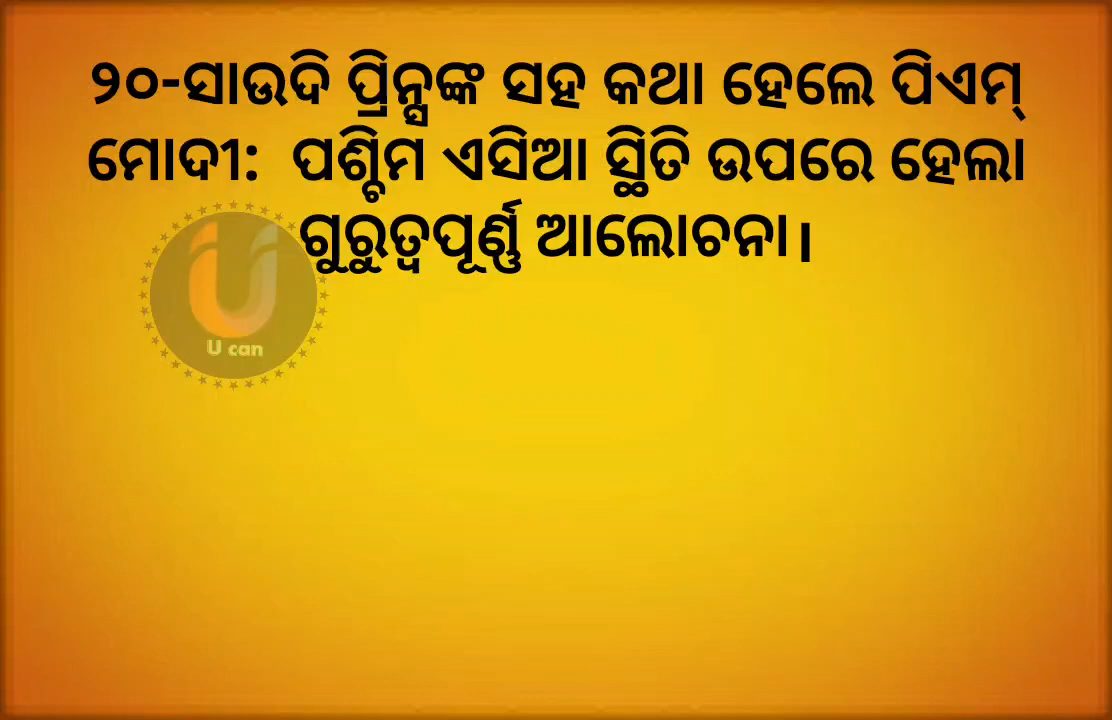 ୨୦-ସାଉଦି ପ୍ରିନ୍ସଙ୍କ ସହ କଥା ହେଲେ ପିଏମ୍
ମୋଦୀ: ପଶ୍ଚିମ ଏସିଆ ସ୍ଥିତି ଉପରେ ହେଲା
ଗୁରୁତ୍ୱପୂର୍ଣ୍ଣ ଆଲୋଚନା।
U can